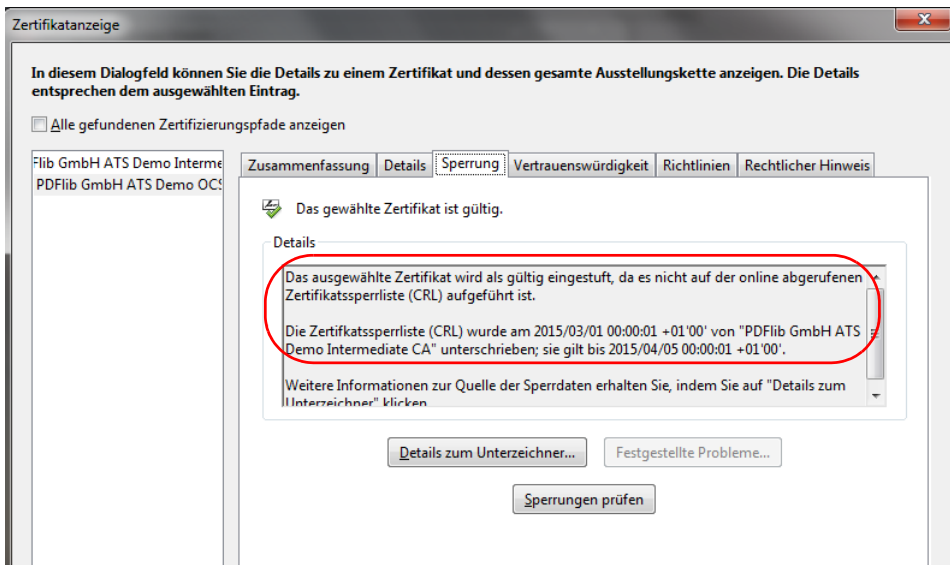 Zertifikatanzeige
In diesem Dialogfeld können Sie die Details zu einem Zertifikat und dessen gesamte Ausstellungskette anzeigen. Die Details
entsprechen dem ausgewählten Eintrag.
Alle gefundenen Zertifizierungspfade anzeigen
Flib GmbH ATS Demo Interme
PDFlib GmbH ATS Demo OCS
Zusammenfassung Details Sperrung Vertrauenswürdigkeit Richtlinien Rechtlicher Hinweis
Das gewählte Zertifikat ist gültig.
Details
Das ausgewählte Zertifikat wird als gültig eingestuft, da es nicht auf der online abgerufenen
Zertifikatssperrliste (CRL) aufgeführt ist.
Die Zertifkatssperrliste (CRL) wurde am 2015/03/01 00:00:01 +01'00' von "PDFlib GmbH ATS
Demo Intermediate CA" unterschrieben; sie gilt bis 2015/04/05 00:00:01 +01'00'.
Weitere Informationen zur Quelle der Sperrdaten erhalten Sie, indem Sie auf "Details zum
Unterzeichner" klicken
Details zum Unterzeichner... Festgestellte Probleme...
Sperrungen prüfen